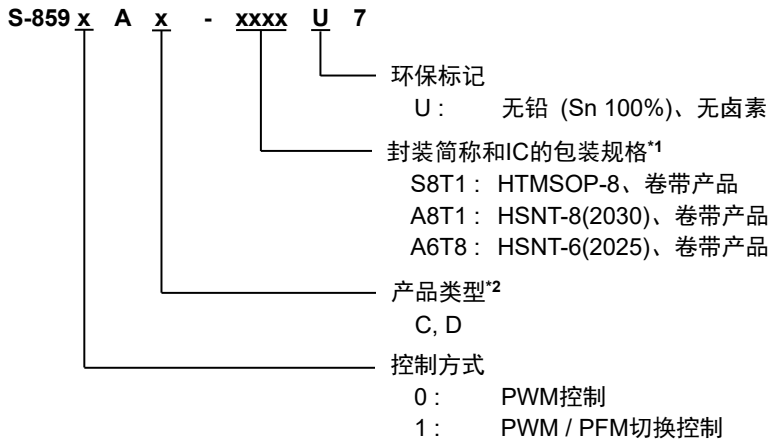 S-859 x A x - xxxx U 7
环保标记
U : 无铅 (Sn 100%)、无卤素
封装简称和IC的包装规格*1
S8T1 : HTMSOP-8、卷带产品
A8T1 : HSNT-8(2030)、卷带产品
A6T8 : HSNT-6(2025)、卷带产品
产品类型*2
C, D
控制方式
0 : PWM控制
1 : PWM / PFM切换控制